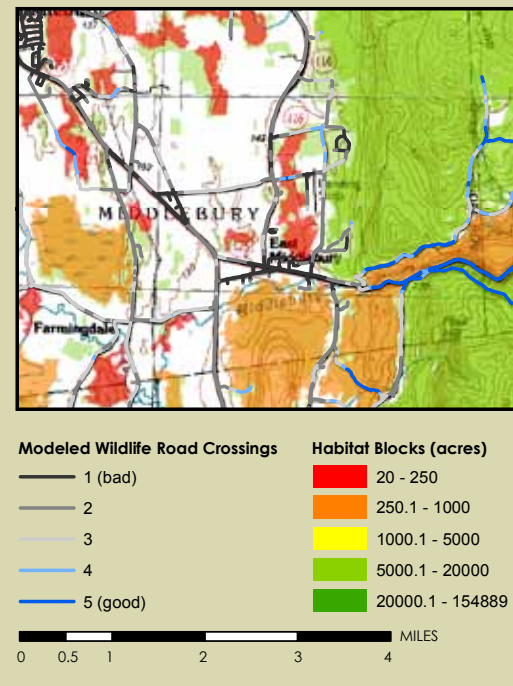 116
MIDDLEBURY
East
Middlebury
Farmingdale
Modeled Wildlife Road Crossings
1 (bad)
2
3
4
5 (good)
Habitat Blocks (acres)
20 - 250
250.1 - 1000
1000.1 - 5000
5000.1 - 20000
20000.1 - 154889
MILES
0 0.5 1 2 3 4